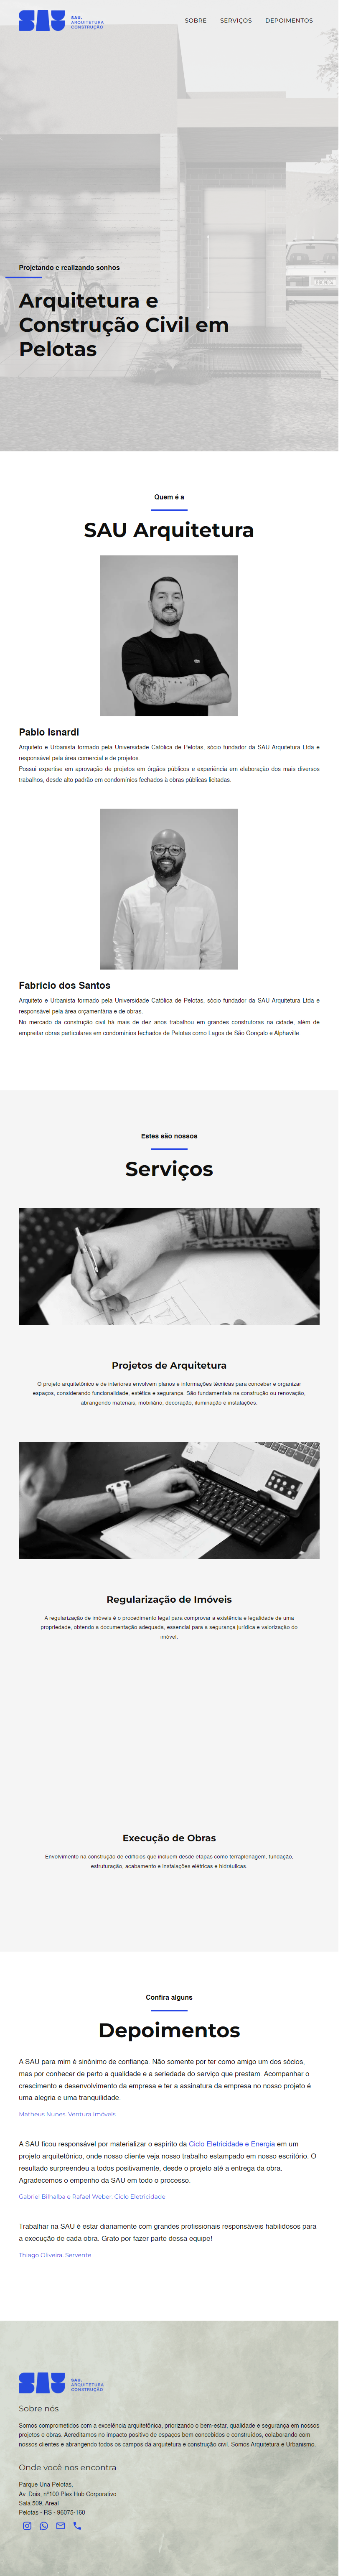 SAU
SAU.
ARQUITETURA
CONSTRUÇÃO
SOBRE
SERVIÇOS
DEPOIMENTOS
Projetando e realizando sonhos
Arquitetura e
Construção Civil em
Pelotas
Quem é a
SAU Arquitetura
Pablo Isnardi
Arquiteto e Urbanista formado pela Universidade Católica de Pelotas, sócio fundador da SAU Arquitetura Ltda e
responsável pela área comercial e de projetos.
Possui expertise em aprovação de projetos em órgãos públicos e experiência em elaboração dos mais diversos
trabalhos, desde alto padrão em condomínios fechados à obras públicas licitadas.
Fabrício dos Santos
Arquiteto e Urbanista formado pela Universidade Católica de Pelotas, sócio fundador da SAU Arquitetura Ltda e
responsável pela área orçamentária e de obras.
No mercado da construção civil há mais de dez anos trabalhou em grandes construtoras na cidade, além de
empreitar obras particulares em condomínios fechados de Pelotas como Lagos de São Gonçalo e Alphaville.
Estes são nossos
Serviços
Projetos de Arquitetura
O projeto arquitetônico e de interiores envolvem planos e informações técnicas para conceber e organizar
espaços, considerando funcionalidade, estética e segurança. São fundamentais na construção ou renovação,
abrangendo materiais, mobiliário, decoração, iluminação e instalações.
Regularização de Imóveis
A regularização de imóveis é o procedimento legal para comprovar a existência e legalidade de uma
propriedade, obtendo a documentação adequada, essencial para a segurança jurídica e valorização do
imóvel.
Execução de Obras
Envolvimento na construção de edifícios que incluem desde etapas como terraplenagem, fundação,
estruturação, acabamento e instalações elétricas e hidráulicas.
Confira alguns
Depoimentos
A SAU para mim é sinônimo de confiança. Não somente por ter como amigo um dos sócios,
mas por conhecer de perto a qualidade e a seriedade do serviço que prestam. Acompanhar o
crescimento e desenvolvimento da empresa e ter a assinatura da empresa no nosso projeto é
uma alegria e uma tranquilidade.
Matheus Nunes. Ventura Imóveis
A SAU ficou responsável por materializar o espírito da Ciclo Eletricidade e Energia em um
projeto arquitetônico, onde nosso cliente veja nosso trabalho estampado em nosso escritório. O
resultado surpreendeu a todos positivamente, desde o projeto até a entrega da obra.
Agradecemos o empenho da SAU em todo o processo.
Gabriel Bilhalba e Rafael Weber. Ciclo Eletricidade
Trabalhar na SAU é estar diariamente com grandes profissionais responsáveis habilidosos para
a execução de cada obra. Grato por fazer parte dessa equipe!
Thiago Oliveira. Servente
SAU
SAU.
ARQUITETURA
CONSTRUÇÃO
Sobre nós
Somos comprometidos com a excelência arquitetônica, priorizando o bem-estar, qualidade e segurança em nossos
projetos e obras. Acreditamos no impacto positivo de espaços bem concebidos e construídos, colaborando com
nossos clientes e abrangendo todos os campos da arquitetura e construção civil. Somos Arquitetura e Urbanismo.
Onde você nos encontra
Parque Una Pelotas,
Av. Dois, nº100 Plex Hub Corporativo
Sala 509, Areal
Pelotas - RS - 96075-160